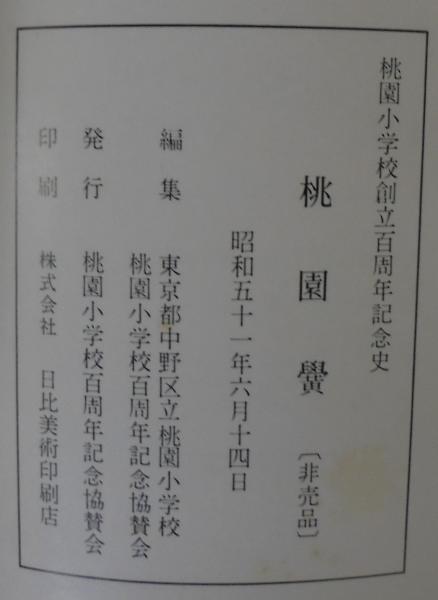 桃園小学校創立百周年記念史
桃園黌〔非売品〕
昭和五十一年六月十四日
編集 東京都中野区立桃園小学校
桃園小学校百周年記念協賛会
発行 桃園小学校百周年記念協賛会
印刷 株式会社 日比美術印刷店